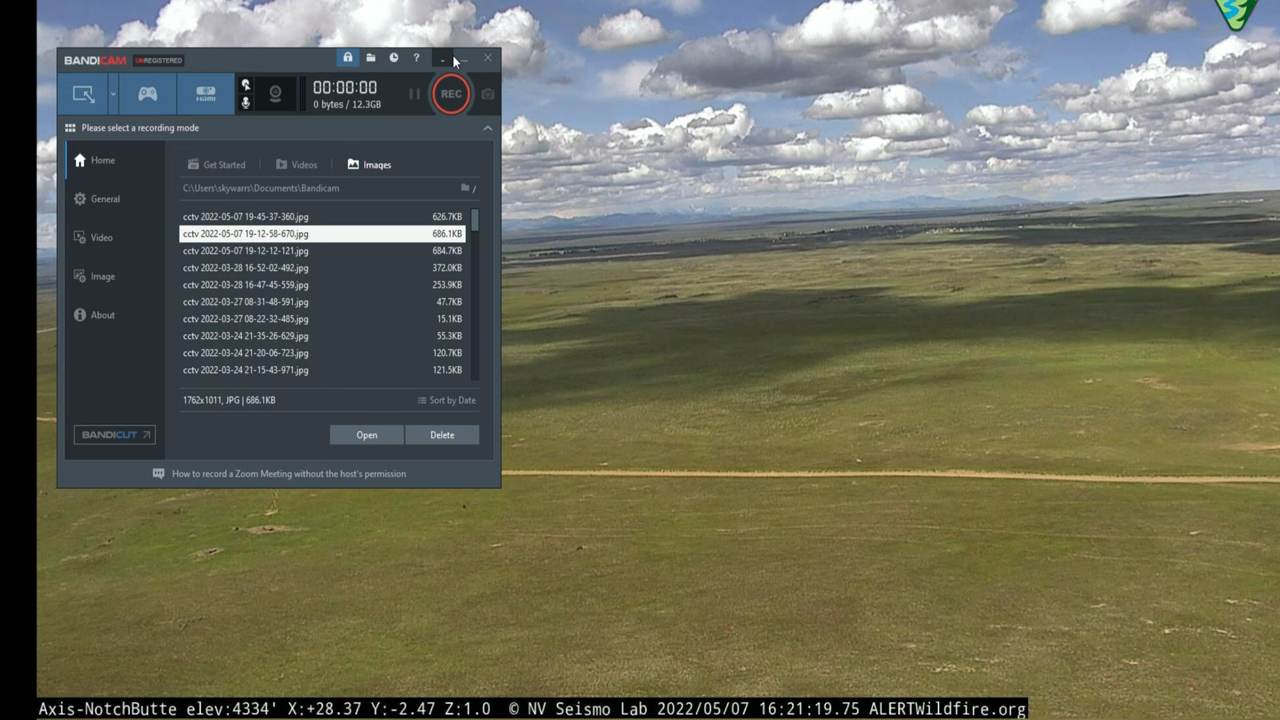 BANDICAM UNREGISTERED
?
HDMI
00:00:00
0 bytes / 12.3GB
REC
Please select a recording mode
Home
General
Video
Image
About
BANDICUT
Get Started
Videos
Images
C:\Users\skywarrs\Documents\Bandicam
/
cctv 2022-05-07 19-45-37-360.jpg 626.7KB
cctv 2022-05-07 19-12-58-670.jpg 686.1KB
cctv 2022-05-07 19-12-12-121.jpg 684.7KB
cctv 2022-03-28 16-52-02-492.jpg 372.0KB
cctv 2022-03-28 16-47-45-559.jpg 253.9KB
cctv 2022-03-27 08-31-48-591.jpg 47.7KB
cctv 2022-03-27 08-22-32-485.jpg 15.1KB
cctv 2022-03-24 21-35-26-629.jpg 55.3KB
cctv 2022-03-24 21-20-06-723.jpg 120.7KB
cctv 2022-03-24 21-15-43-971.jpg 121.5KB
1762x1011, JPG | 686.1KB
Sort by Date
Open
Delete
How to record a Zoom Meeting without the host's permission
Axis-NotchButte elev:4334' X:+28.37 Y:-2.47 Z:1.0 © NV Seismo Lab 2022/05/07 16:21:19.75 ALERTWildfire.org